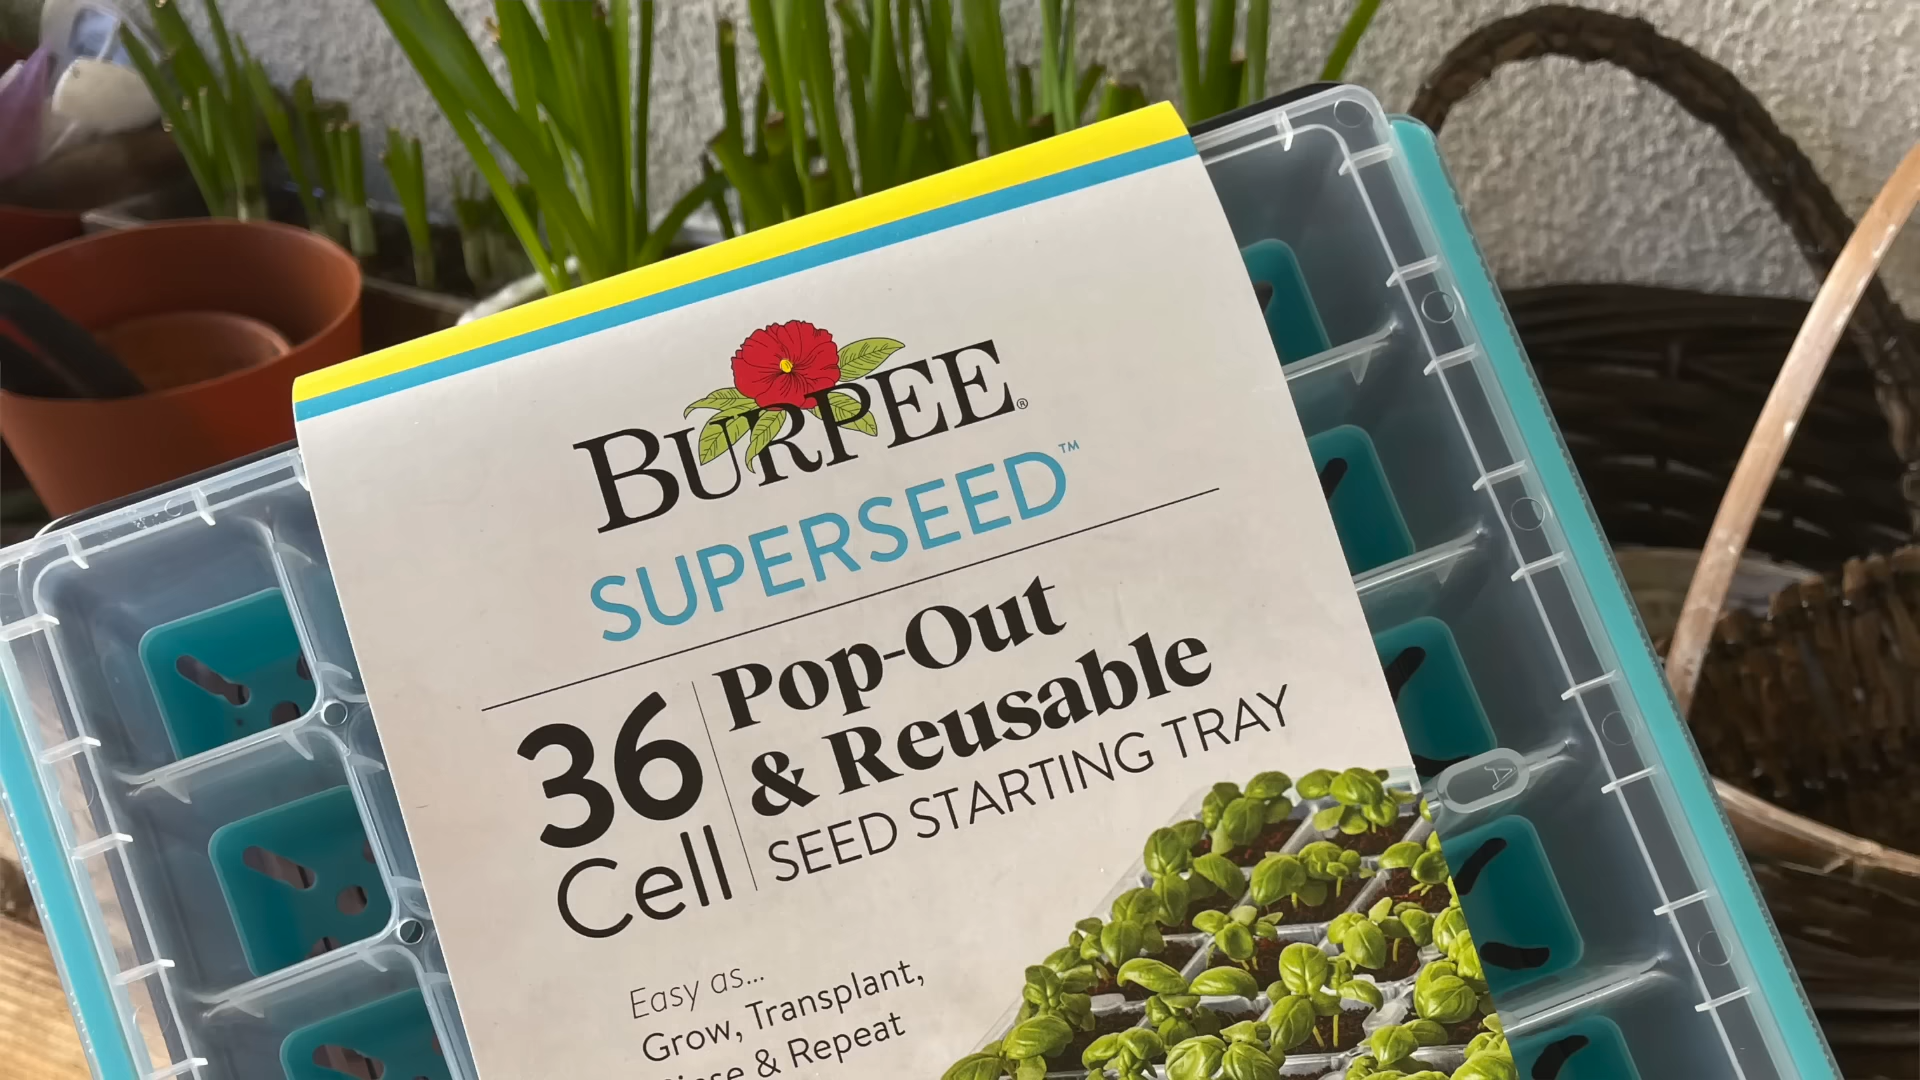 BURPEE®
SUPERSEED™
36 Cell
Pop-Out
& Reusable
SEED STARTING TRAY
Easy as...
Grow, Transplant,
& Repeat
A